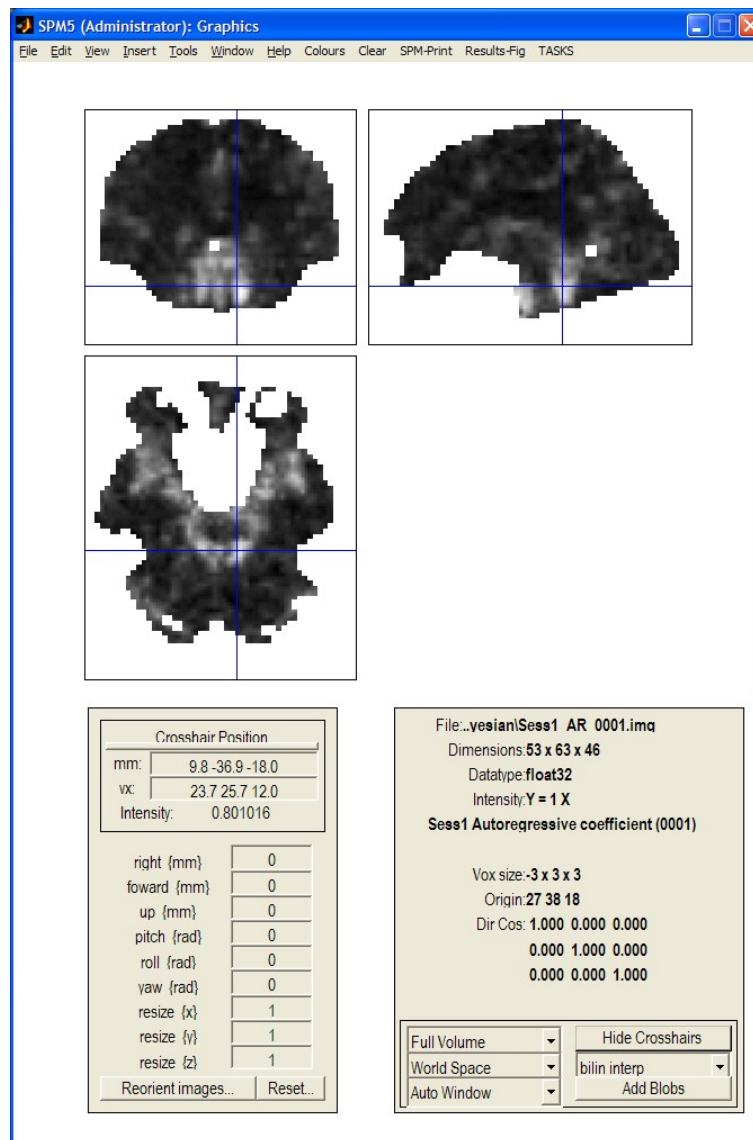 SPM5 (Administrator): Graphics
File Edit View Insert Tools Window Help Colours Clear SPM-Print Results-Fig TASKS
Crosshair Position
mm: 9.8 -36.9 -18.0
vx: 23.7 25.7 12.0
Intensity: 0.801016
right {mm} 0
foward {mm} 0
up {mm} 0
pitch {rad} 0
roll {rad} 0
yaw {rad} 0
resize {x} 1
resize {y} 1
resize {z} 1
Reorient images... Reset...
File:..yesian\Sess1_AR_0001.img
Dimensions:53 x 63 x 46
Datatype:float32
Intensity:Y = 1 X
Sess1 Autoregressive coefficient (0001)
Vox size:-3 x 3 x 3
Origin:27 38 18
Dir Cos: 1.000 0.000 0.000
0.000 1.000 0.000
0.000 0.000 1.000
Full Volume Hide Crosshairs
World Space bilin interp
Auto Window Add Blobs